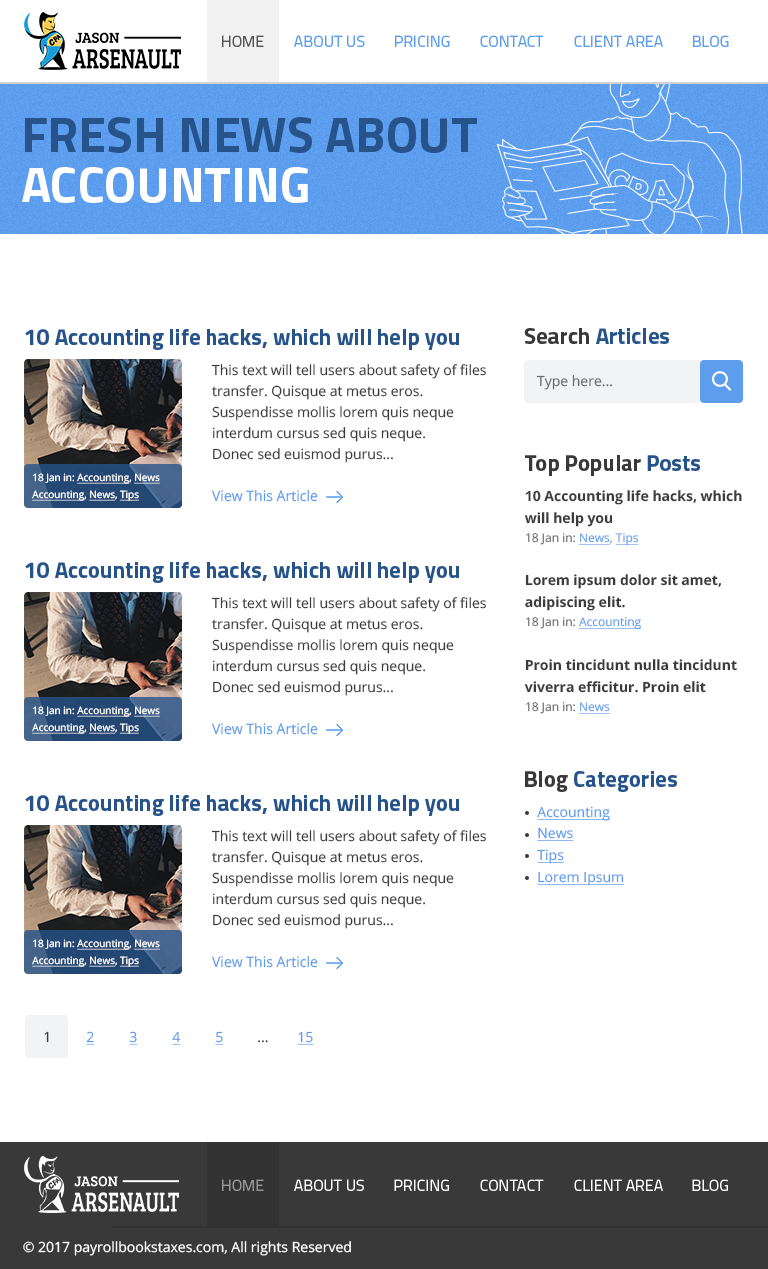 CPA
JASON
ARSENAULT
HOME ABOUT US PRICING CONTACT CLIENT AREA BLOG
FRESH NEWS ABOUT
ACCOUNTING
CPA
10 Accounting life hacks, which will help you
This text will tell users about safety of files
transfer. Quisque at metus eros.
Suspendisse mollis lorem quis neque
interdum cursus sed quis neque.
Donec sed euismod purus...
18 Jan in: Accounting, News
Accounting, News, Tips
View This Article
10 Accounting life hacks, which will help you
This text will tell users about safety of files
transfer. Quisque at metus eros.
Suspendisse mollis lorem quis neque
interdum cursus sed quis neque.
Donec sed euismod purus...
18 Jan in: Accounting, News
Accounting, News, Tips
View This Article
10 Accounting life hacks, which will help you
This text will tell users about safety of files
transfer. Quisque at metus eros.
Suspendisse mollis lorem quis neque
interdum cursus sed quis neque.
Donec sed euismod purus...
18 Jan in: Accounting, News
Accounting, News, Tips
View This Article
1 2 3 4 5 ... 15
Search Articles
Type here...
Top Popular Posts
10 Accounting life hacks, which
will help you
18 Jan in: News, Tips
Lorem ipsum dolor sit amet,
adipiscing elit.
18 Jan in: Accounting
Proin tincidunt nulla tincidunt
viverra efficitur. Proin elit
18 Jan in: News
Blog Categories
• Accounting
• News
• Tips
• Lorem Ipsum
CPA
JASON
ARSENAULT
HOME ABOUT US PRICING CONTACT CLIENT AREA BLOG
© 2017 payrollbookstaxes.com, All rights Reserved